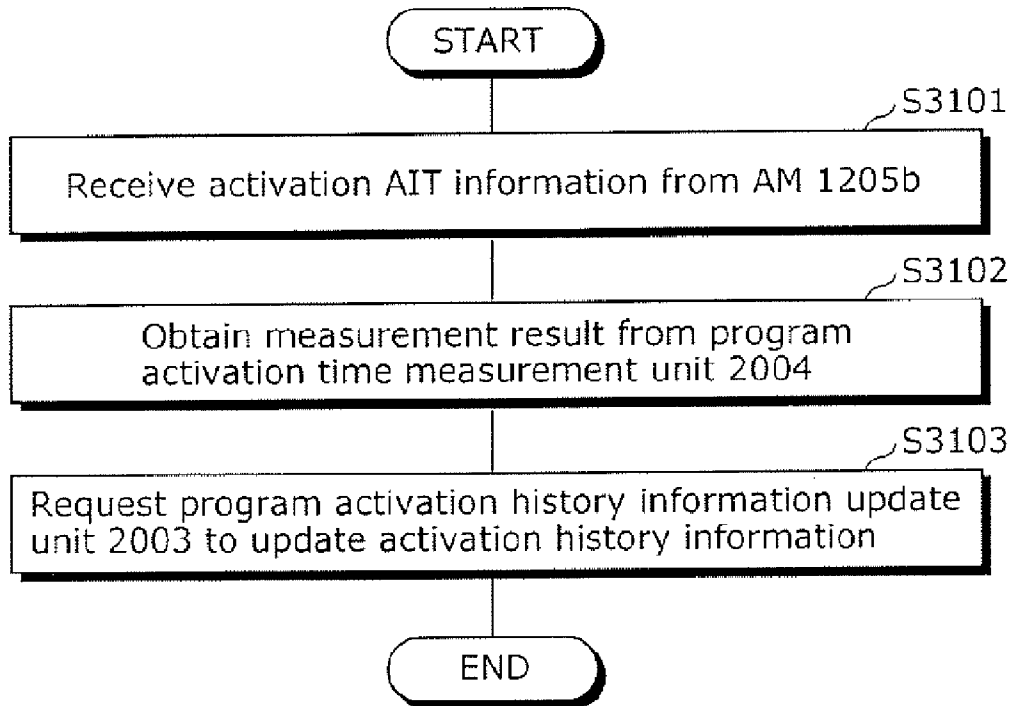 START
S3101
Receive activation AIT information from AM 1205b
S3102
Obtain measurement result from program
activation time measurement unit 2004
S3103
Request program activation history information update
unit 2003 to update activation history information
END